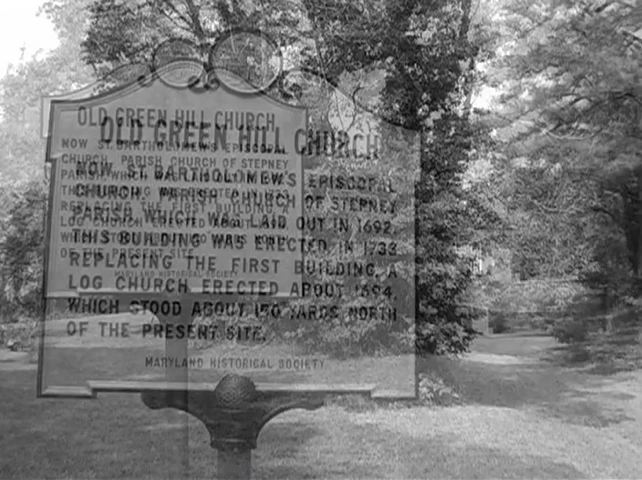 OLD GREEN HILL CHURCH
NOW ST. BARTHOLOMEW'S EPISCOPAL
CHURCH, PARISH CHURCH OF STEPNEY
PARISH, WHICH WAS LAID OUT IN 1692.
THIS BUILDING WAS ERECTED IN 1733
REPLACING THE FIRST BUILDING, A
LOG CHURCH ERECTED ABOUT 1694,
WHICH STOOD ABOUT 150 YARDS NORTH
OF THE PRESENT SITE.
MARYLAND HISTORICAL SOCIETY